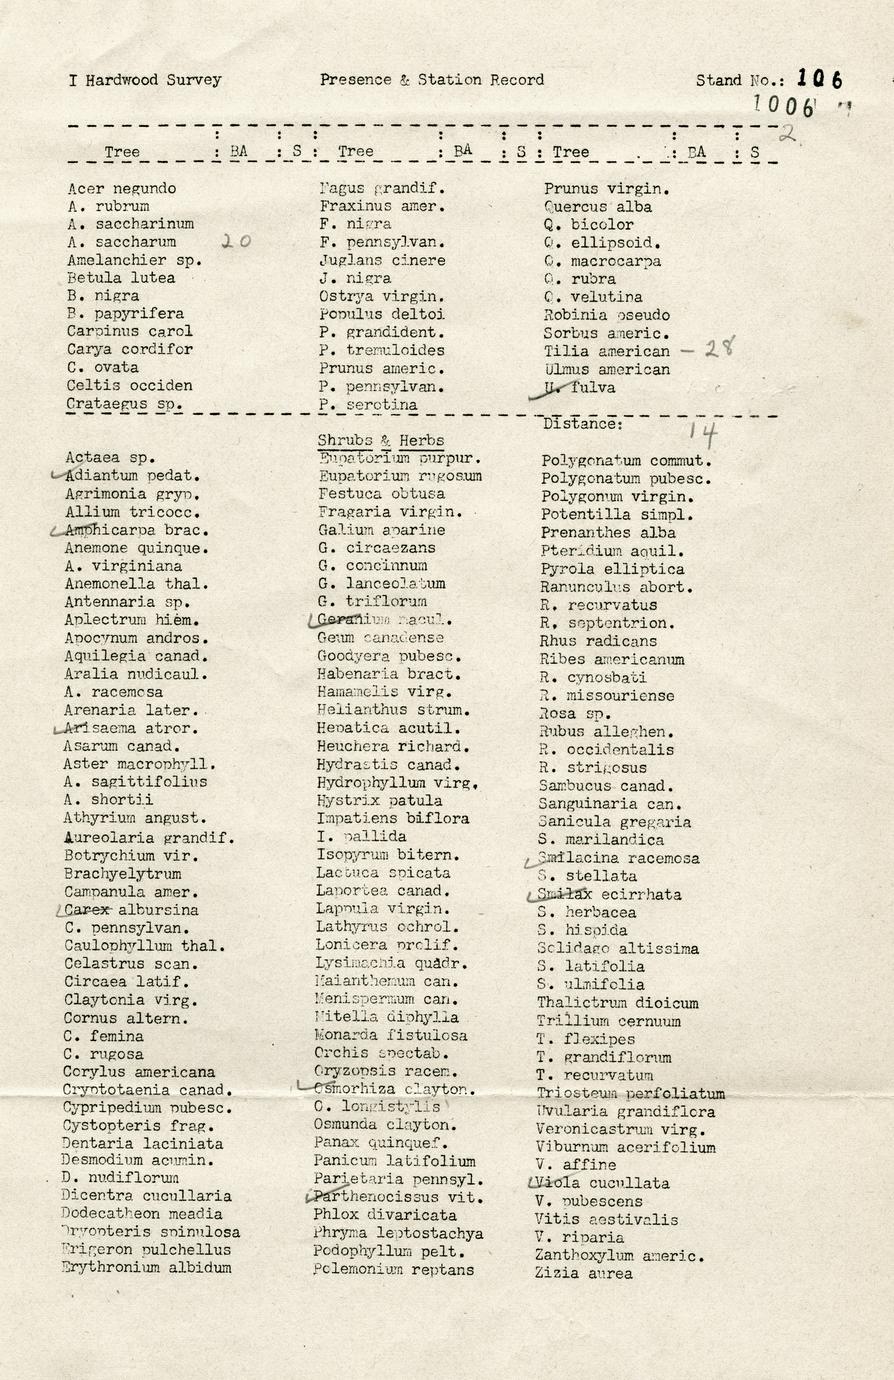 I Hardwood Survey Presence & Station Record Stand No.: 106
1006
2
Tree : BA : S : Tree : BA : S : Tree : BA : S
Acer negundo
A. rubrum
A. saccharinum
A. saccharum 20
Amelanchier sp.
Betula lutea
B. nigra
B. papyrifera
Carpinus carol
Carya cordifor
C. ovata
Celtis occiden
Crataegus sp.
Fagus grandif.
Fraxinus amer.
F. nigra
F. pennsylvan.
Juglans cinere
J. nigra
Ostrya virgin.
Populus deltoi
P. grandident.
P. tremuloides
Prunus americ.
P. pennsylvan.
P. serotina
Prunus virgin.
Quercus alba
Q. bicolor
Q. ellipsoid.
Q. macrocarpa
Q. rubra
Q. velutina
Robinia pseudo
Sorbus americ.
Tilia american - 28
Ulmus american
U. fulva
Distance: 14
Shrubs & Herbs
Actaea sp.
Adiantum pedat.
Agrimonia gryp.
Allium tricocc.
Amphicarpa brac.
Anemone quinque.
A. virginiana
Anemonella thal.
Antennaria sp.
Aplectrum hiem.
Apocynum andros.
Aquilegia canad.
Aralia nudicaul.
A. racemosa
Arenaria later.
Arisaema atror.
Asarum canad.
Aster macrophyll.
A. sagittifolius
A. shortii
Athyrium angust.
Aureolaria grandif.
Botrychium vir.
Brachyelytrum
Campanula amer.
Carex albursina
C. pennsylvan.
Caulophyllum thal.
Celastrus scan.
Circaea latif.
Claytonia virg.
Cornus altern.
C. femina
C. rugosa
Corylus americana
Cryptotaenia canad.
Cypripedium pubesc.
Cystopteris frag.
Dentaria laciniata
Desmodium acumin.
D. nudiflorum
Dicentra cucullaria
Dodecatheon meadia
Dryopteris spinulosa
Erigeron pulchellus
Erythronium albidum
Eupatorium purpur.
Eupatorium rugosum
Festuca obtusa
Fragaria virgin.
Galium aparine
G. circaezans
G. concinnum
G. lanceolatum
G. triflorum
Geranium macul.
Geum canadense
Goodyera pubesc.
Habenaria bract.
Hamamelis virg.
Helianthus strum.
Hepatica acutil.
Heuchera richard.
Hydrastis canad.
Hydrophyllum virg.
Hystrix patula
Impatiens biflora
I. pallida
Isopyrum bitern.
Lactuca spicata
Laportea canad.
Lappula virgin.
Lathyrus ochrol.
Lonicera prolif.
Lysimachia quadr.
Maianthemum can.
Menispermum can.
Mitella diphylla
Monarda fistulosa
Orchis spectab.
Oryzopsis racem.
Osmorhiza clayton.
O. longistylis
Osmunda clayton.
Panax quinquef.
Panicum latifolium
Parietaria pennsyl.
Parthenocissus vit.
Phlox divaricata
Phryma leptostachya
Podophyllum pelt.
Polemonium reptans
Polygonatum commut.
Polygonatum pubesc.
Polygonum virgin.
Potentilla simpl.
Prenanthes alba
Pteridium aquil.
Pyrola elliptica
Ranunculus abort.
R. recurvatus
R. septentrion.
Rhus radicans
Ribes americanum
R. cynosbati
R. missouriense
Rosa sp.
Rubus alleghen.
R. occidentalis
R. strigosus
Sambucus canad.
Sanguinaria can.
Sanicula gregaria
S. marilandica
Smilacina racemosa
S. stellata
Smilax ecirrhata
S. herbacea
S. hispida
Solidago altissima
S. latifolia
S. ulmifolia
Thalictrum dioicum
Trillium cernuum
T. flexipes
T. grandiflorum
T. recurvatum
Triosteum perfoliatum
Uvularia grandiflora
Veronicastrum virg.
Viburnum acerifolium
V. affine
Viola cucullata
V. pubescens
Vitis aestivalis
V. riparia
Zanthoxylum americ.
Zizia aurea